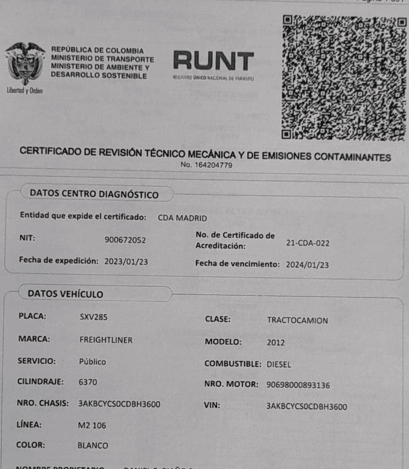 REPÚBLICA DE COLOMBIA
MINISTERIO DE TRANSPORTE
MINISTERIO DE AMBIENTE Y
DESARROLLO SOSTENIBLE
Libertad y Orden
RUNT
REGISTRO ÚNICO NACIONAL DE TRÁNSITO
CERTIFICADO DE REVISIÓN TÉCNICO MECÁNICA Y DE EMISIONES CONTAMINANTES
No. 164204779
DATOS CENTRO DIAGNÓSTICO
Entidad que expide el certificado: CDA MADRID
NIT: 900672052 No. de Certificado de Acreditación: 21-CDA-022
Fecha de expedición: 2023/01/23 Fecha de vencimiento: 2024/01/23
DATOS VEHÍCULO
PLACA: SXV285 CLASE: TRACTOCAMION
MARCA: FREIGHTLINER MODELO: 2012
SERVICIO: Público COMBUSTIBLE: DIESEL
CILINDRAJE: 6370 NRO. MOTOR: 90698000893136
NRO. CHASIS: 3AKBCYCS0CDBH3600 VIN: 3AKBCYCS0CDBH3600
LÍNEA: M2 106
COLOR: BLANCO